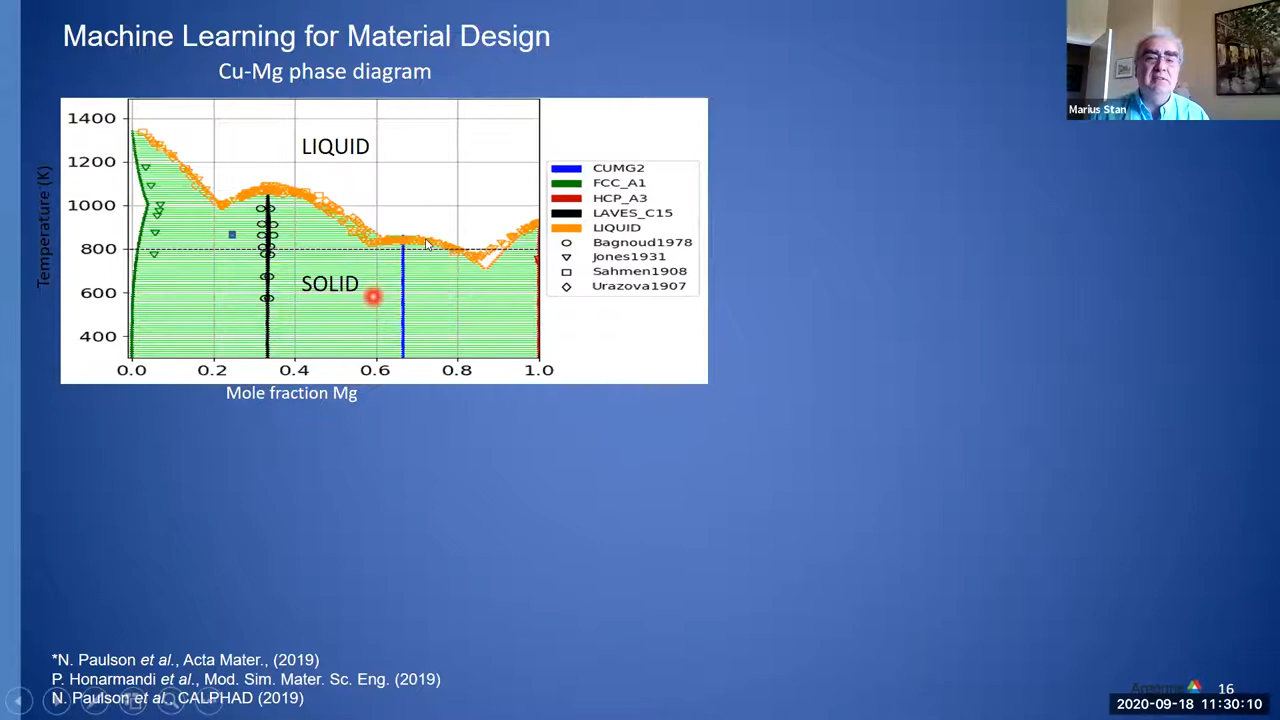 Machine Learning for Material Design
Cu-Mg phase diagram
Marius Stan
1400
1200
1000
800
600
400
Temperature (K)
LIQUID
SOLID
0.0 0.2 0.4 0.6 0.8 1.0
Mole fraction Mg
CUMG2
FCC_A1
HCP_A3
LAVES_C15
LIQUID
Bagnoud1978
Jones1931
Sahmen1908
Urazova1907
*N. Paulson et al., Acta Mater., (2019)
P. Honarmandi et al., Mod. Sim. Mater. Sc. Eng. (2019)
N. Paulson et al., CALPHAD (2019)
16
2020-09-18 11:30:10